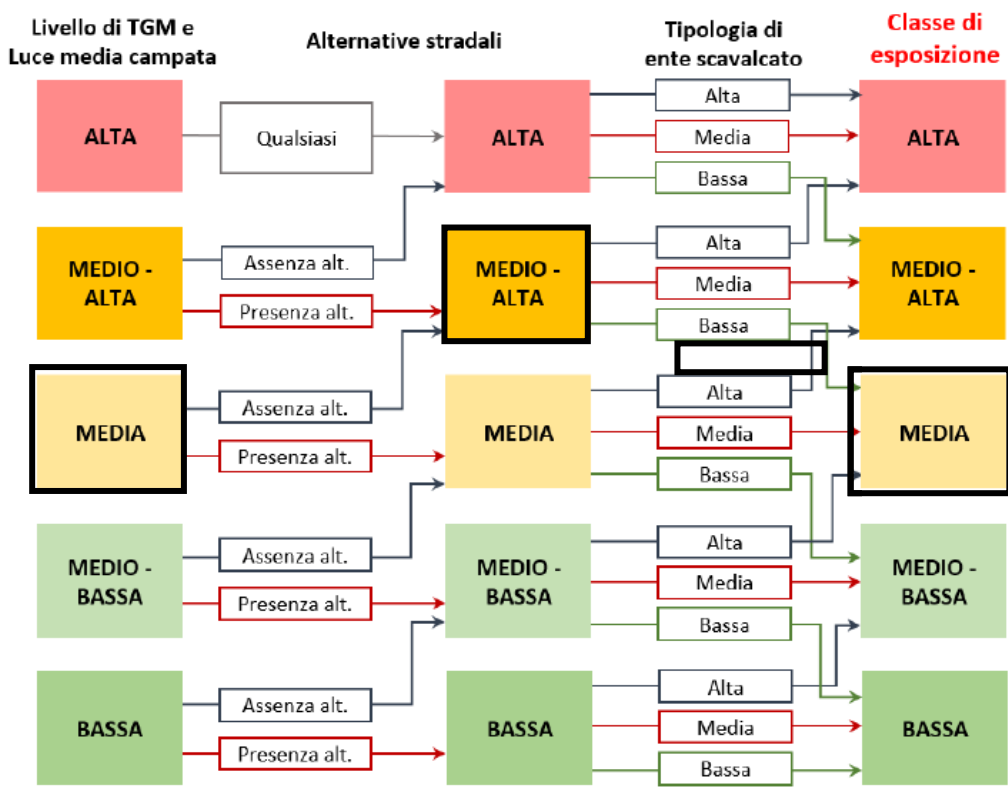 Livello di TGM e
Luce media campata
Alternative stradali
Tipologia di
ente scavalcato
Classe di
esposizione
ALTA
Qualsiasi
ALTA
Alta
Media
Bassa
ALTA
MEDIO -
ALTA
Assenza alt.
Presenza alt.
MEDIO -
ALTA
Alta
Media
Bassa
MEDIO -
ALTA
MEDIA
Assenza alt.
Presenza alt.
MEDIA
Alta
Media
Bassa
MEDIA
MEDIO -
BASSA
Assenza alt.
Presenza alt.
MEDIO -
BASSA
Alta
Media
Bassa
MEDIO -
BASSA
BASSA
Assenza alt.
Presenza alt.
BASSA
Alta
Media
Bassa
BASSA